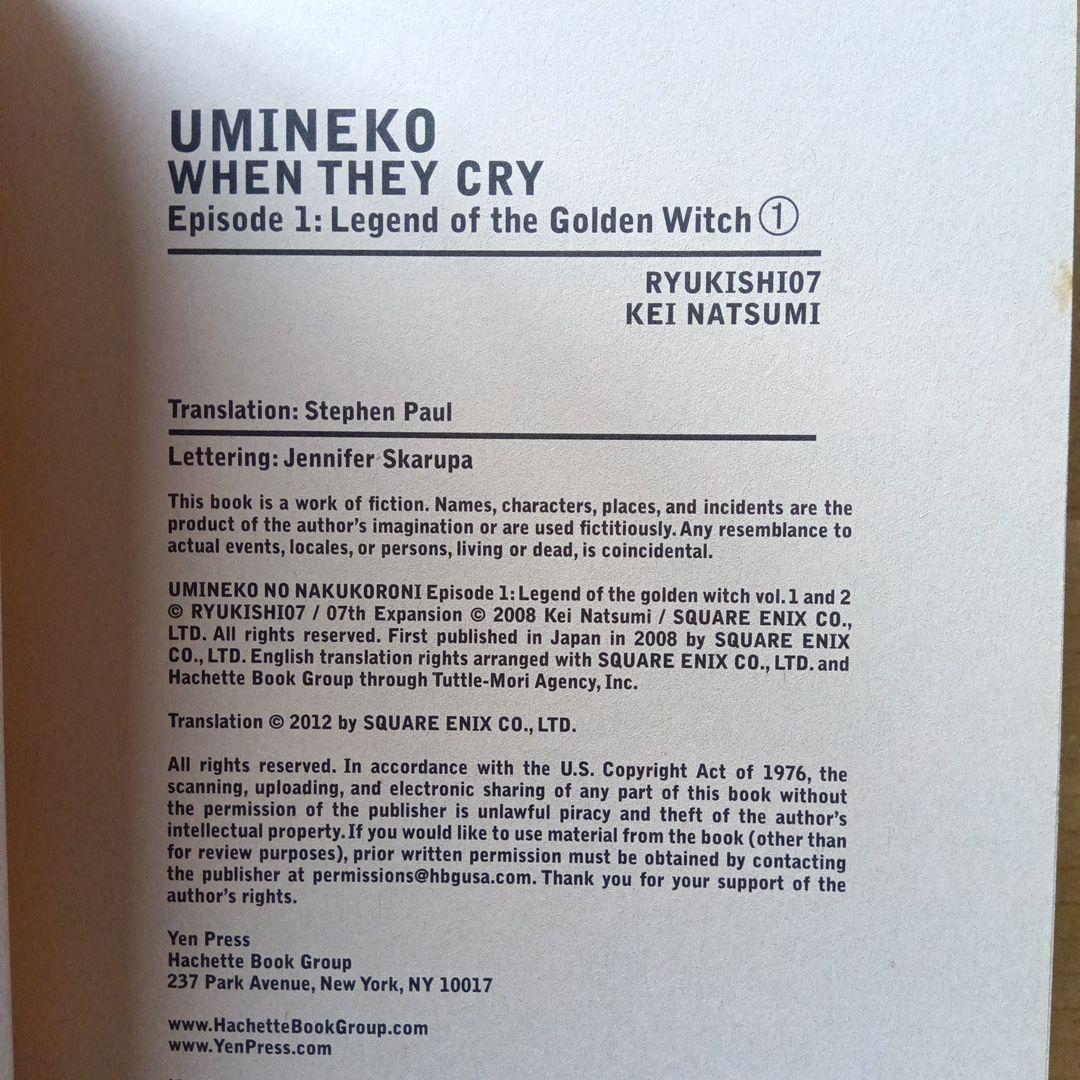 UMINEKO
WHEN THEY CRY
Episode 1: Legend of the Golden Witch ①
RYUKISHI07
KEI NATSUMI
Translation: Stephen Paul
Lettering: Jennifer Skarupa
This book is a work of fiction. Names, characters, places, and incidents are the
product of the author's imagination or are used fictitiously. Any resemblance to
actual events, locales, or persons, living or dead, is coincidental.
UMINEKO NO NAKUKORONI Episode 1: Legend of the golden witch vol. 1 and 2
© RYUKISHI07 / 07th Expansion © 2008 Kei Natsumi / SQUARE ENIX CO.,
LTD. All rights reserved. First published in Japan in 2008 by SQUARE ENIX
CO., LTD. English translation rights arranged with SQUARE ENIX CO., LTD. and
Hachette Book Group through Tuttle-Mori Agency, Inc.
Translation © 2012 by SQUARE ENIX CO., LTD.
All rights reserved. In accordance with the U.S. Copyright Act of 1976, the
scanning, uploading, and electronic sharing of any part of this book without
the permission of the publisher is unlawful piracy and theft of the author's
intellectual property. If you would like to use material from the book (other than
for review purposes), prior written permission must be obtained by contacting
the publisher at permissions@hbgusa.com. Thank you for your support of the
author's rights.
Yen Press
Hachette Book Group
237 Park Avenue, New York, NY 10017
www.HachetteBookGroup.com
www.YenPress.com